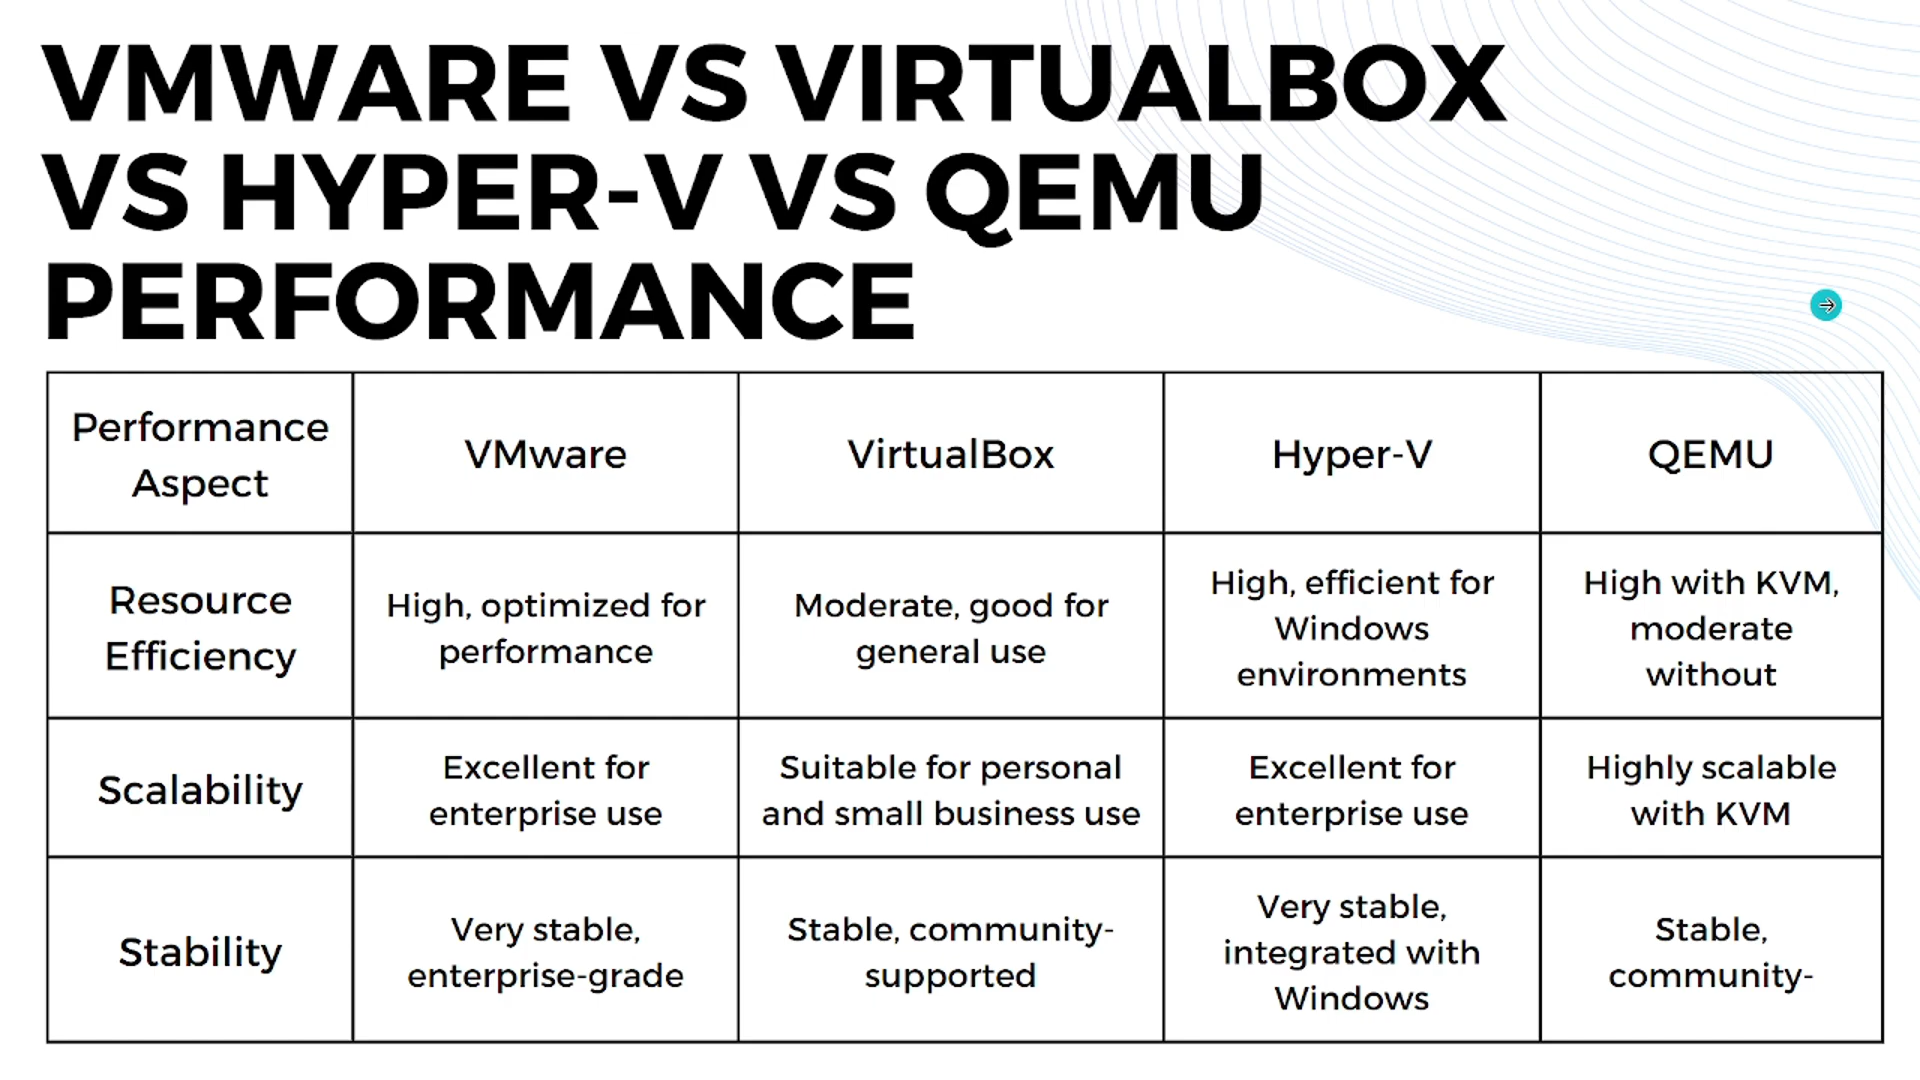 VMWARE VS VIRTUALBOX
VS HYPER-V VS QEMU
PERFORMANCE
Performance
Aspect
VMware
VirtualBox
Hyper-V
QEMU
Resource
Efficiency
High, optimized for
performance
Moderate, good for
general use
High, efficient for
Windows
environments
High with KVM,
moderate
without
Scalability
Excellent for
enterprise use
Suitable for personal
and small business use
Excellent for
enterprise use
Highly scalable
with KVM
Stability
Very stable,
enterprise-grade
Stable, community-
supported
Very stable,
integrated with
Windows
Stable,
community-